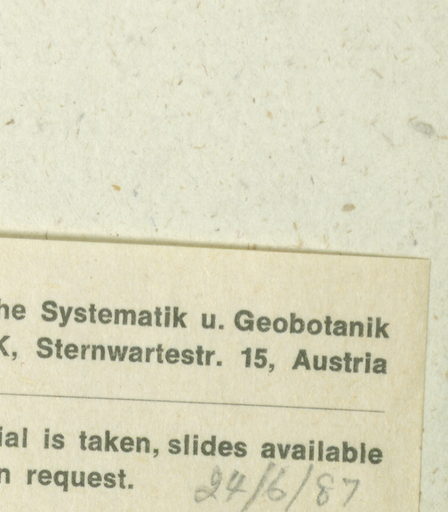 he Systematik u. Geobotanik
K, Sternwartestr. 15, Austria
ial is taken, slides available
n request.
24/6/87